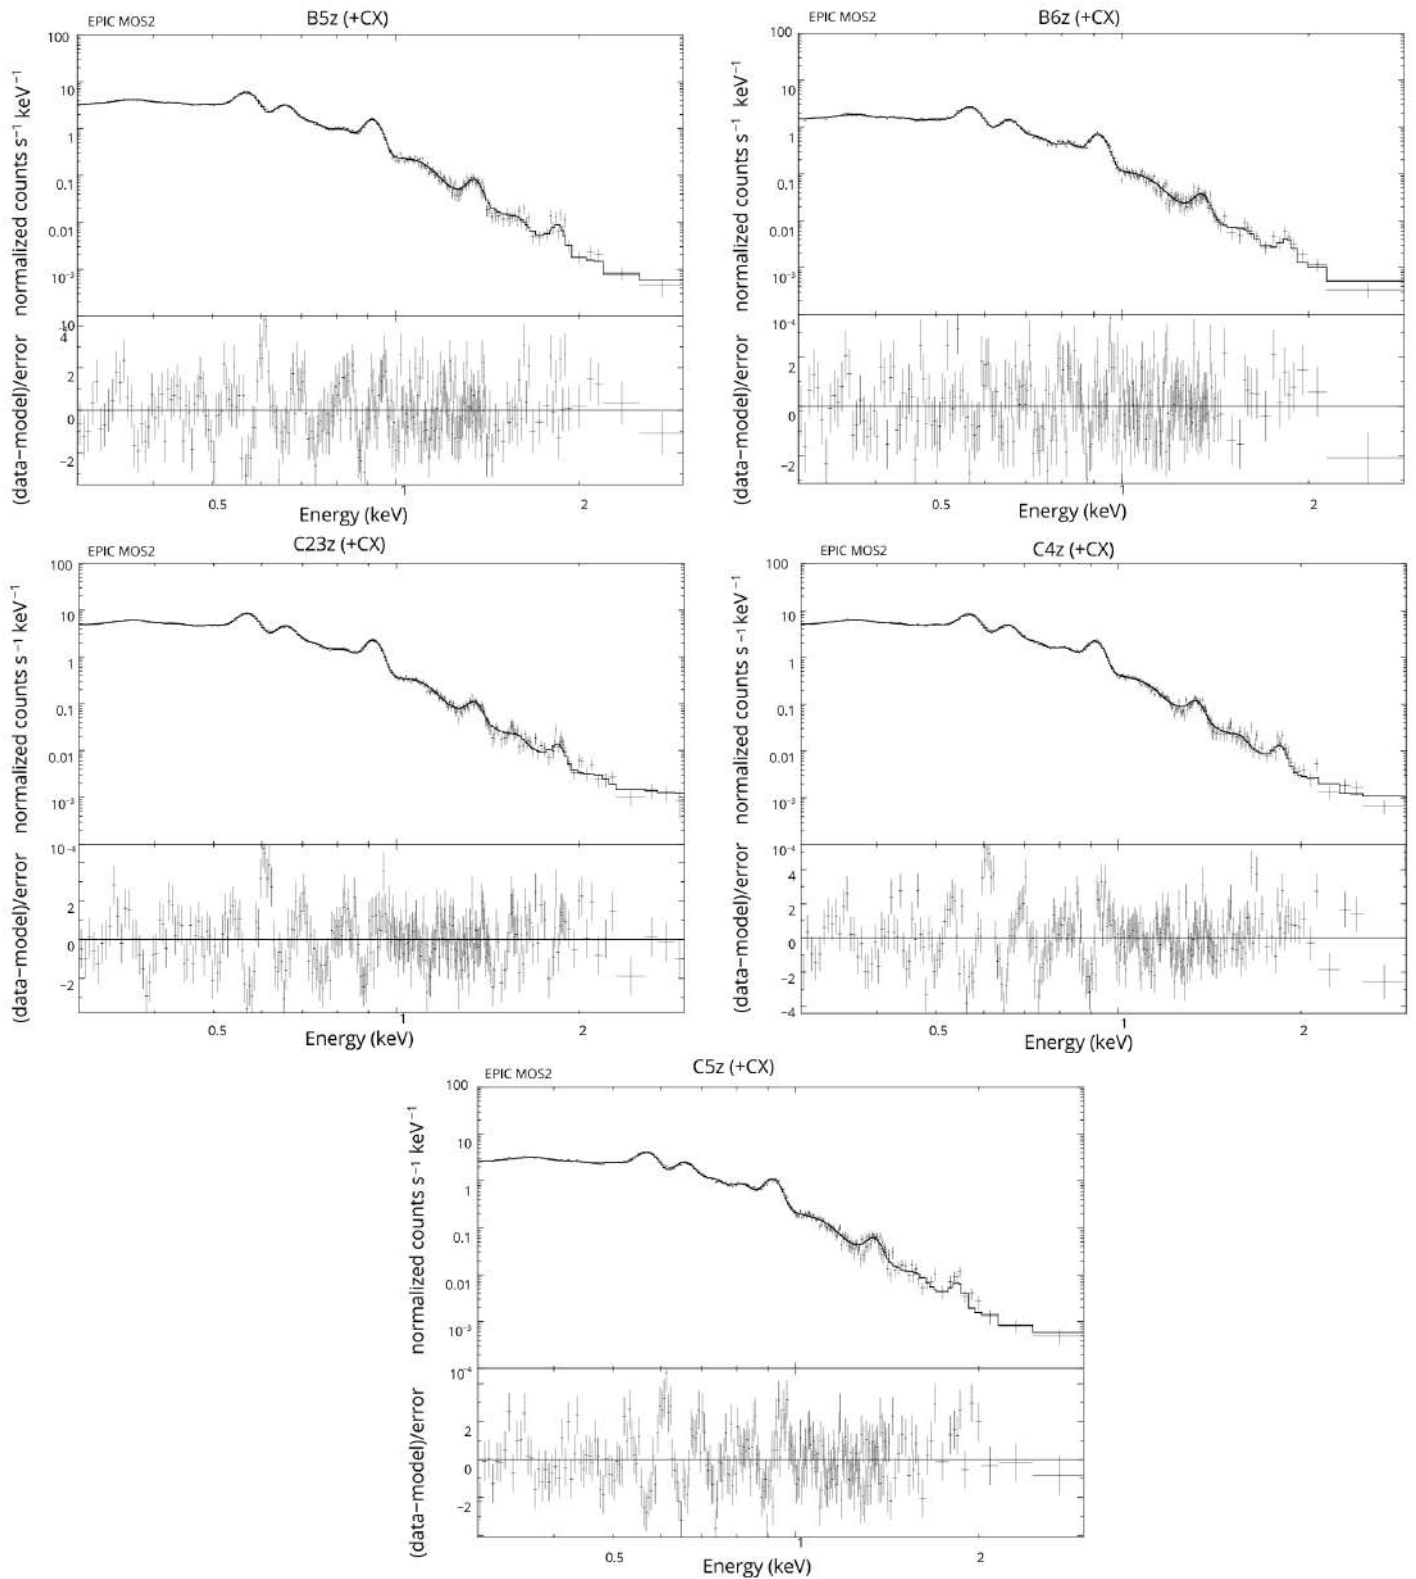 EPIC MOS2
B5z (+CX)
100
10
1
0.1
0.01
10⁻³
normalized counts s⁻¹ keV⁻¹
10
4
2
0
−2
(data−model)/error
0.5
1
2
Energy (keV)
EPIC MOS2
B6z (+CX)
100
10
1
0.1
0.01
10⁻³
normalized counts s⁻¹ keV⁻¹
10⁻⁴
2
0
−2
(data−model)/error
0.5
1
2
Energy (keV)
EPIC MOS2
C23z (+CX)
100
10
1
0.1
0.01
10⁻³
normalized counts s⁻¹ keV⁻¹
10⁻⁴
2
0
−2
(data−model)/error
0.5
1
2
Energy (keV)
EPIC MOS2
C4z (+CX)
100
10
1
0.1
0.01
10⁻³
normalized counts s⁻¹ keV⁻¹
10⁻⁴
4
2
0
−2
−4
(data−model)/error
0.5
1
2
Energy (keV)
EPIC MOS2
C5z (+CX)
100
10
1
0.1
0.01
10⁻³
normalized counts s⁻¹ keV⁻¹
10⁻⁴
2
0
−2
(data−model)/error
0.5
1
2
Energy (keV)